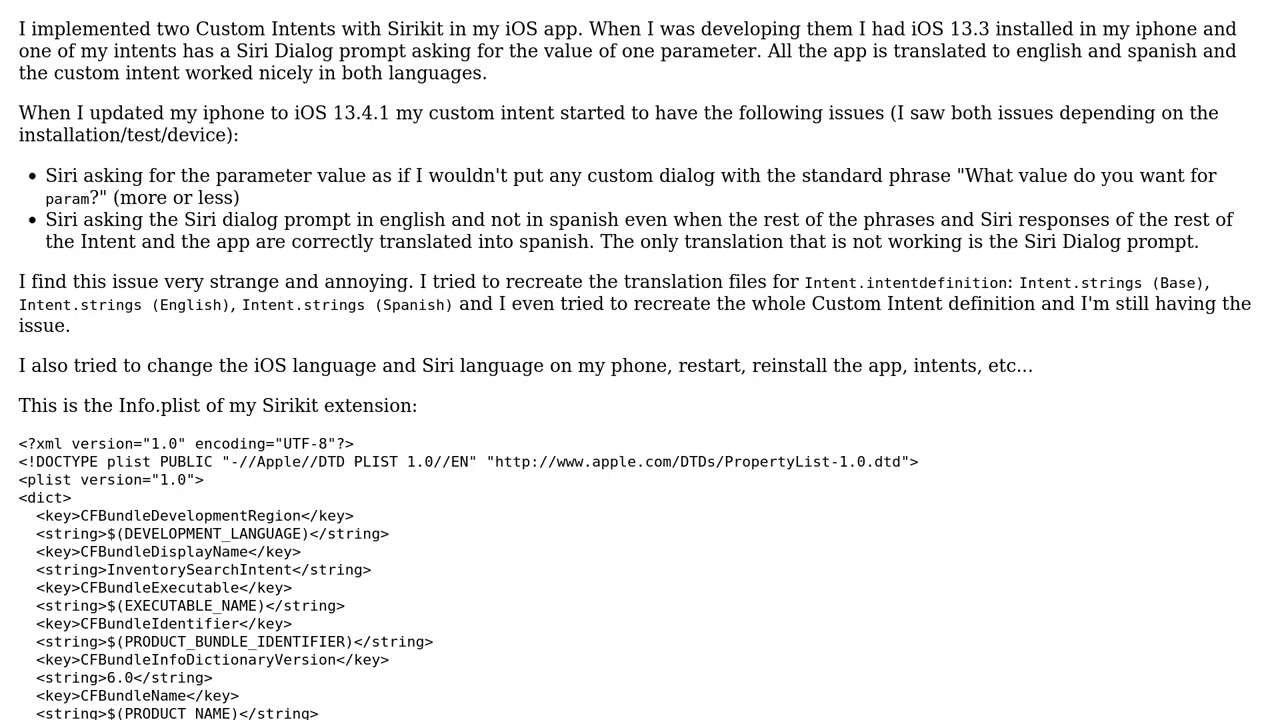 I implemented two Custom Intents with Sirikit in my iOS app. When I was developing them I had iOS 13.3 installed in my iphone and
one of my intents has a Siri Dialog prompt asking for the value of one parameter. All the app is translated to english and spanish and
the custom intent worked nicely in both languages.
When I updated my iphone to iOS 13.4.1 my custom intent started to have the following issues (I saw both issues depending on the
installation/test/device):
• Siri asking for the parameter value as if I wouldn't put any custom dialog with the standard phrase "What value do you want for
param?" (more or less)
• Siri asking the Siri dialog prompt in english and not in spanish even when the rest of the phrases and Siri responses of the rest of
the Intent and the app are correctly translated into spanish. The only translation that is not working is the Siri Dialog prompt.
I find this issue very strange and annoying. I tried to recreate the translation files for Intent.intentdefinition: Intent.strings (Base),
Intent.strings (English), Intent.strings (Spanish) and I even tried to recreate the whole Custom Intent definition and I'm still having the
issue.
I also tried to change the iOS language and Siri language on my phone, restart, reinstall the app, intents, etc...
This is the Info.plist of my Sirikit extension:
<?xml version="1.0" encoding="UTF-8"?>
<!DOCTYPE plist PUBLIC "-//Apple//DTD PLIST 1.0//EN" "http://www.apple.com/DTDs/PropertyList-1.0.dtd">
<plist version="1.0">
<dict>
  <key>CFBundleDevelopmentRegion</key>
  <string>$(DEVELOPMENT_LANGUAGE)</string>
  <key>CFBundleDisplayName</key>
  <string>InventorySearchIntent</string>
  <key>CFBundleExecutable</key>
  <string>$(EXECUTABLE_NAME)</string>
  <key>CFBundleIdentifier</key>
  <string>$(PRODUCT_BUNDLE_IDENTIFIER)</string>
  <key>CFBundleInfoDictionaryVersion</key>
  <string>6.0</string>
  <key>CFBundleName</key>
  <string>$(PRODUCT_NAME)</string>